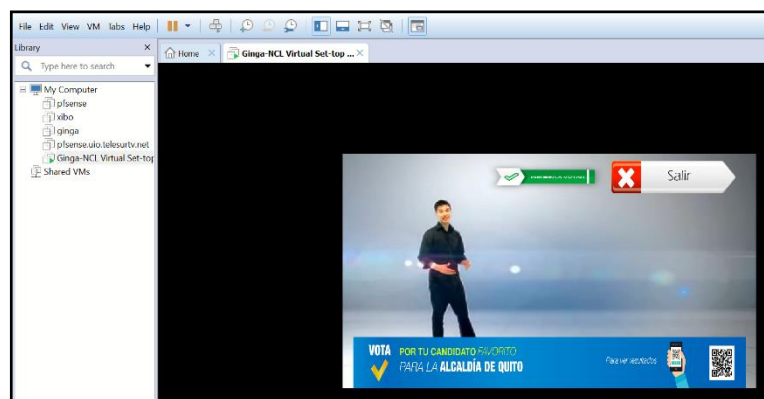 File Edit View VM Tabs Help
Library
Type here to search
My Computer
pfsense
xibo
ginga
pfsense.uio.telesurtv.net
Ginga-NCL Virtual Set-top
Shared VMs
Home
Ginga-NCL Virtual Set-top ...
Salir
VOTA POR TU CANDIDATO FAVORITO
PARA LA ALCALDÍA DE QUITO
Para ver resultados